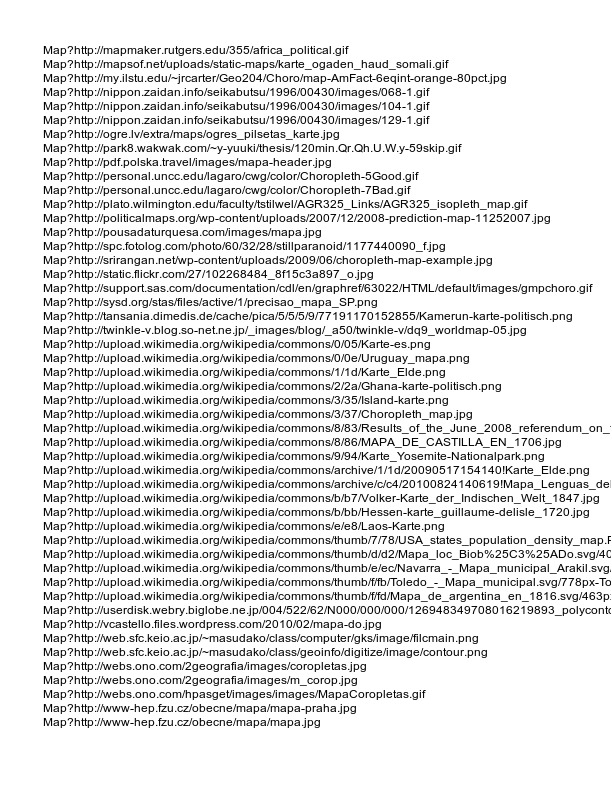 Map?http://mapmaker.rutgers.edu/355/africa_political.gif
Map?http://mapsof.net/uploads/static-maps/karte_ogaden_haud_somali.gif
Map?http://my.ilstu.edu/~jrcarter/Geo204/Choro/map-AmFact-6eqint-orange-80pct.jpg
Map?http://nippon.zaidan.info/seikabutsu/1996/00430/images/068-1.gif
Map?http://nippon.zaidan.info/seikabutsu/1996/00430/images/104-1.gif
Map?http://nippon.zaidan.info/seikabutsu/1996/00430/images/129-1.gif
Map?http://ogre.lv/extra/maps/ogres_pilsetas_karte.jpg
Map?http://park8.wakwak.com/~y-yuuki/thesis/120min.Qr.Qh.U.W.y-59skip.gif
Map?http://pdf.polska.travel/images/mapa-header.jpg
Map?http://personal.uncc.edu/lagaro/cwg/color/Choropleth-5Good.gif
Map?http://personal.uncc.edu/lagaro/cwg/color/Choropleth-7Bad.gif
Map?http://plato.wilmington.edu/faculty/tstilwel/AGR325_Links/AGR325_isopleth_map.gif
Map?http://politicalmaps.org/wp-content/uploads/2007/12/2008-prediction-map-11252007.jpg
Map?http://pousadaturquesa.com/images/mapa.jpg
Map?http://spc.fotolog.com/photo/60/32/28/stillparanoid/1177440090_f.jpg
Map?http://srirangan.net/wp-content/uploads/2009/06/choropleth-map-example.jpg
Map?http://static.flickr.com/27/102268484_8f15c3a897_o.jpg
Map?http://support.sas.com/documentation/cdl/en/graphref/63022/HTML/default/images/gmpchoro.gif
Map?http://sysd.org/stas/files/active/1/precisao_mapa_SP.png
Map?http://tansania.dimedis.de/cache/pica/5/5/5/9/77191170152855/Kamerun-karte-politisch.png
Map?http://twinkle-v.blog.so-net.ne.jp/_images/blog/_a50/twinkle-v/dq9_worldmap-05.jpg
Map?http://upload.wikimedia.org/wikipedia/commons/0/05/Karte-es.png
Map?http://upload.wikimedia.org/wikipedia/commons/0/0e/Uruguay_mapa.png
Map?http://upload.wikimedia.org/wikipedia/commons/1/1d/Karte_Elde.png
Map?http://upload.wikimedia.org/wikipedia/commons/2/2a/Ghana-karte-politisch.png
Map?http://upload.wikimedia.org/wikipedia/commons/3/35/Island-karte.png
Map?http://upload.wikimedia.org/wikipedia/commons/3/37/Choropleth_map.jpg
Map?http://upload.wikimedia.org/wikipedia/commons/8/83/Results_of_the_June_2008_referendum_on_
Map?http://upload.wikimedia.org/wikipedia/commons/8/86/MAPA_DE_CASTILLA_EN_1706.jpg
Map?http://upload.wikimedia.org/wikipedia/commons/9/94/Karte_Yosemite-Nationalpark.png
Map?http://upload.wikimedia.org/wikipedia/commons/archive/1/1d/20090517154140!Karte_Elde.png
Map?http://upload.wikimedia.org/wikipedia/commons/archive/c/c4/20100824140619!Mapa_Lenguas_del
Map?http://upload.wikimedia.org/wikipedia/commons/b/b7/Volker-Karte_der_Indischen_Welt_1847.jpg
Map?http://upload.wikimedia.org/wikipedia/commons/b/bb/Hessen-karte_guillaume-delisle_1720.jpg
Map?http://upload.wikimedia.org/wikipedia/commons/e/e8/Laos-Karte.png
Map?http://upload.wikimedia.org/wikipedia/commons/thumb/7/78/USA_states_population_density_map.P
Map?http://upload.wikimedia.org/wikipedia/commons/thumb/d/d2/Mapa_loc_Biob%25C3%25ADo.svg/40
Map?http://upload.wikimedia.org/wikipedia/commons/thumb/e/ec/Navarra_-_Mapa_municipal_Arakil.svg/
Map?http://upload.wikimedia.org/wikipedia/commons/thumb/f/fb/Toledo_-_Mapa_municipal.svg/778px-To
Map?http://upload.wikimedia.org/wikipedia/commons/thumb/f/fd/Mapa_de_argentina_en_1816.svg/463p
Map?http://userdisk.webry.biglobe.ne.jp/004/522/62/N000/000/000/126948349708016219893_polycont
Map?http://vcastello.files.wordpress.com/2010/02/mapa-do.jpg
Map?http://web.sfc.keio.ac.jp/~masudako/class/computer/gks/image/filcmain.png
Map?http://web.sfc.keio.ac.jp/~masudako/class/geoinfo/digitize/image/contour.png
Map?http://webs.ono.com/2geografia/images/coropletas.jpg
Map?http://webs.ono.com/2geografia/images/m_corop.jpg
Map?http://webs.ono.com/hpasget/images/images/MapaCoropletas.gif
Map?http://www-hep.fzu.cz/obecne/mapa/mapa-praha.jpg
Map?http://www-hep.fzu.cz/obecne/mapa/mapa.jpg